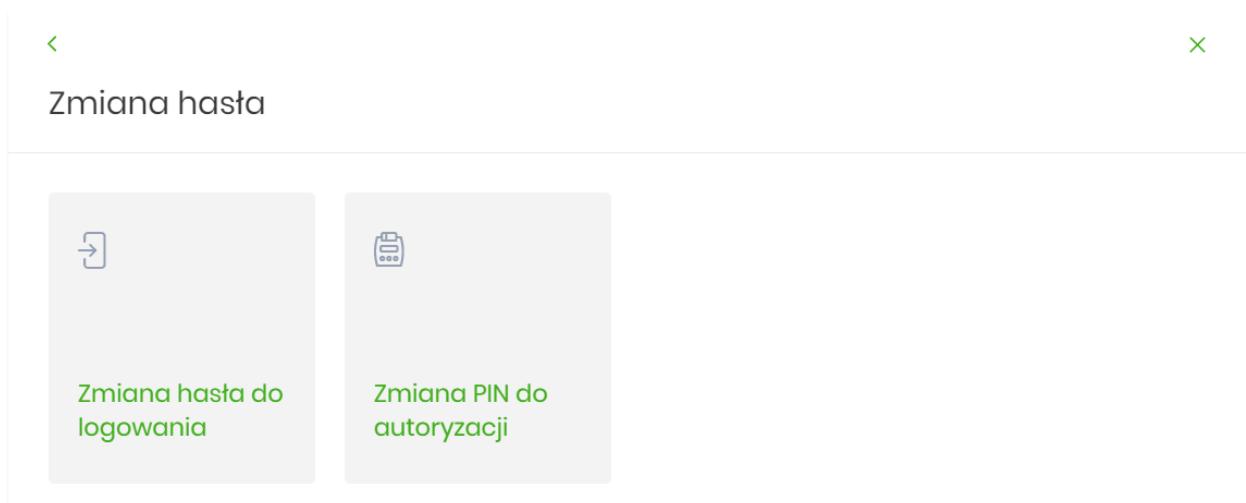 Zmiana hasła
Zmiana hasła do
logowania
Zmiana PIN do
autoryzacji